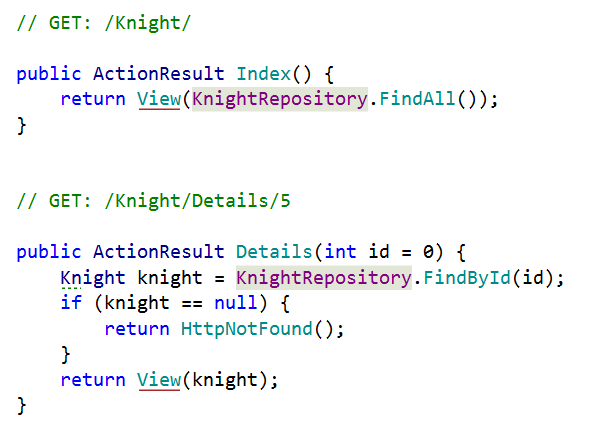 // GET: /Knight/
public ActionResult Index() {
    return View(KnightRepository.FindAll());
}
// GET: /Knight/Details/5
public ActionResult Details(int id = 0) {
    Knight knight = KnightRepository.FindById(id);
    if (knight == null) {
        return HttpNotFound();
    }
    return View(knight);
}